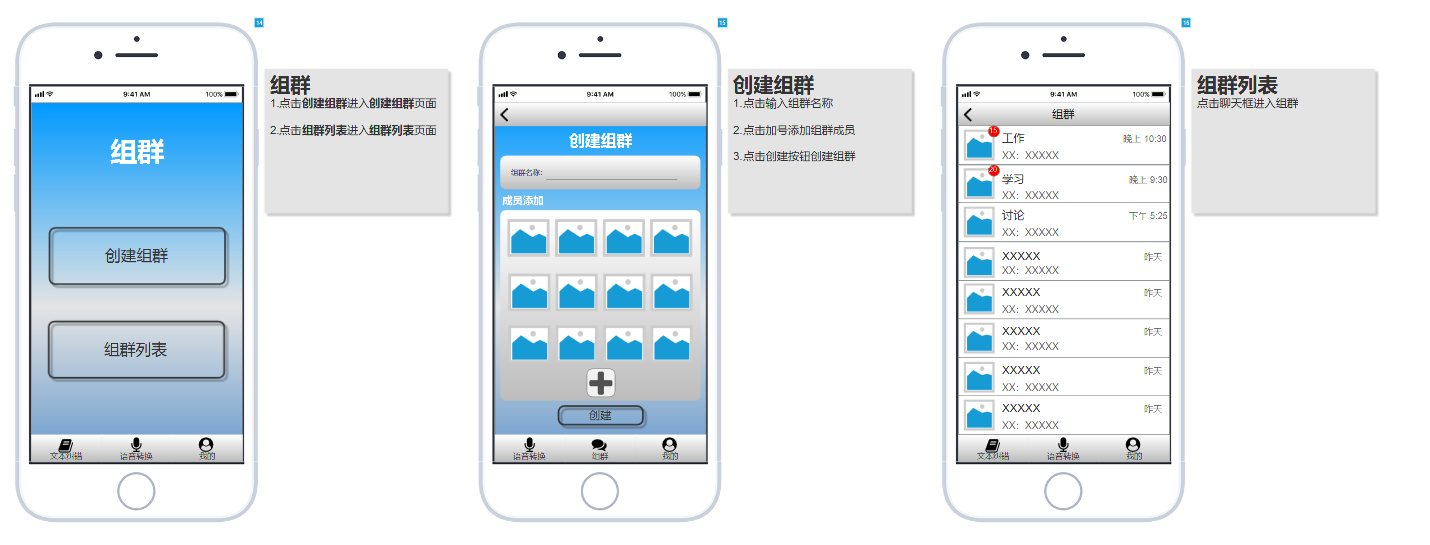 14
9:41 AM
100%
组群
创建组群
组群列表
文本纠错
语音转换
我的
组群
1.点击创建组群进入创建组群页面
2.点击组群列表进入组群列表页面
15
9:41 AM
100%
创建组群
组群名称:
成员添加
创建
语音转换
组群
我的
创建组群
1.点击输入组群名称
2.点击加号添加组群成员
3.点击创建按钮创建组群
16
9:41 AM
100%
组群
15
工作
晚上 10:30
XX：XXXXX
20
学习
晚上 9:30
XX：XXXXX
讨论
下午 5:25
XX：XXXXX
XXXXX
昨天
XX：XXXXX
XXXXX
昨天
XX：XXXXX
XXXXX
昨天
XX：XXXXX
XXXXX
昨天
XX：XXXXX
XXXXX
昨天
XX：XXXXX
文本纠错
语音转换
我的
组群列表
点击聊天框进入组群